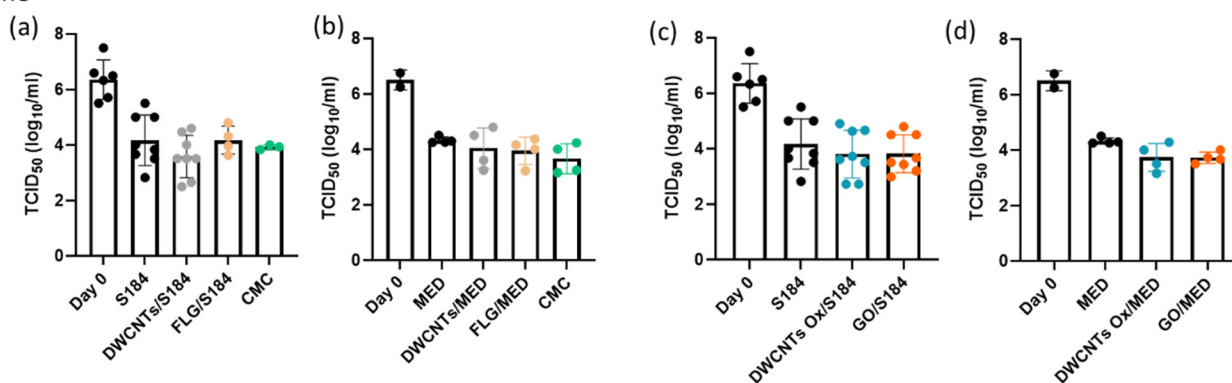 (a)
TCID50 (log10/ml)
8
6
4
2
0
Day 0
S184
DWCNTs/S184
FLG/S184
CMC
(b)
TCID50 (log10/ml)
8
6
4
2
0
Day 0
MED
DWCNTs/MED
FLG/MED
CMC
(c)
TCID50 (log10/ml)
8
6
4
2
0
Day 0
S184
DWCNTs Ox/S184
GO/S184
(d)
TCID50 (log10/ml)
8
6
4
2
0
Day 0
MED
DWCNTs Ox/MED
GO/MED